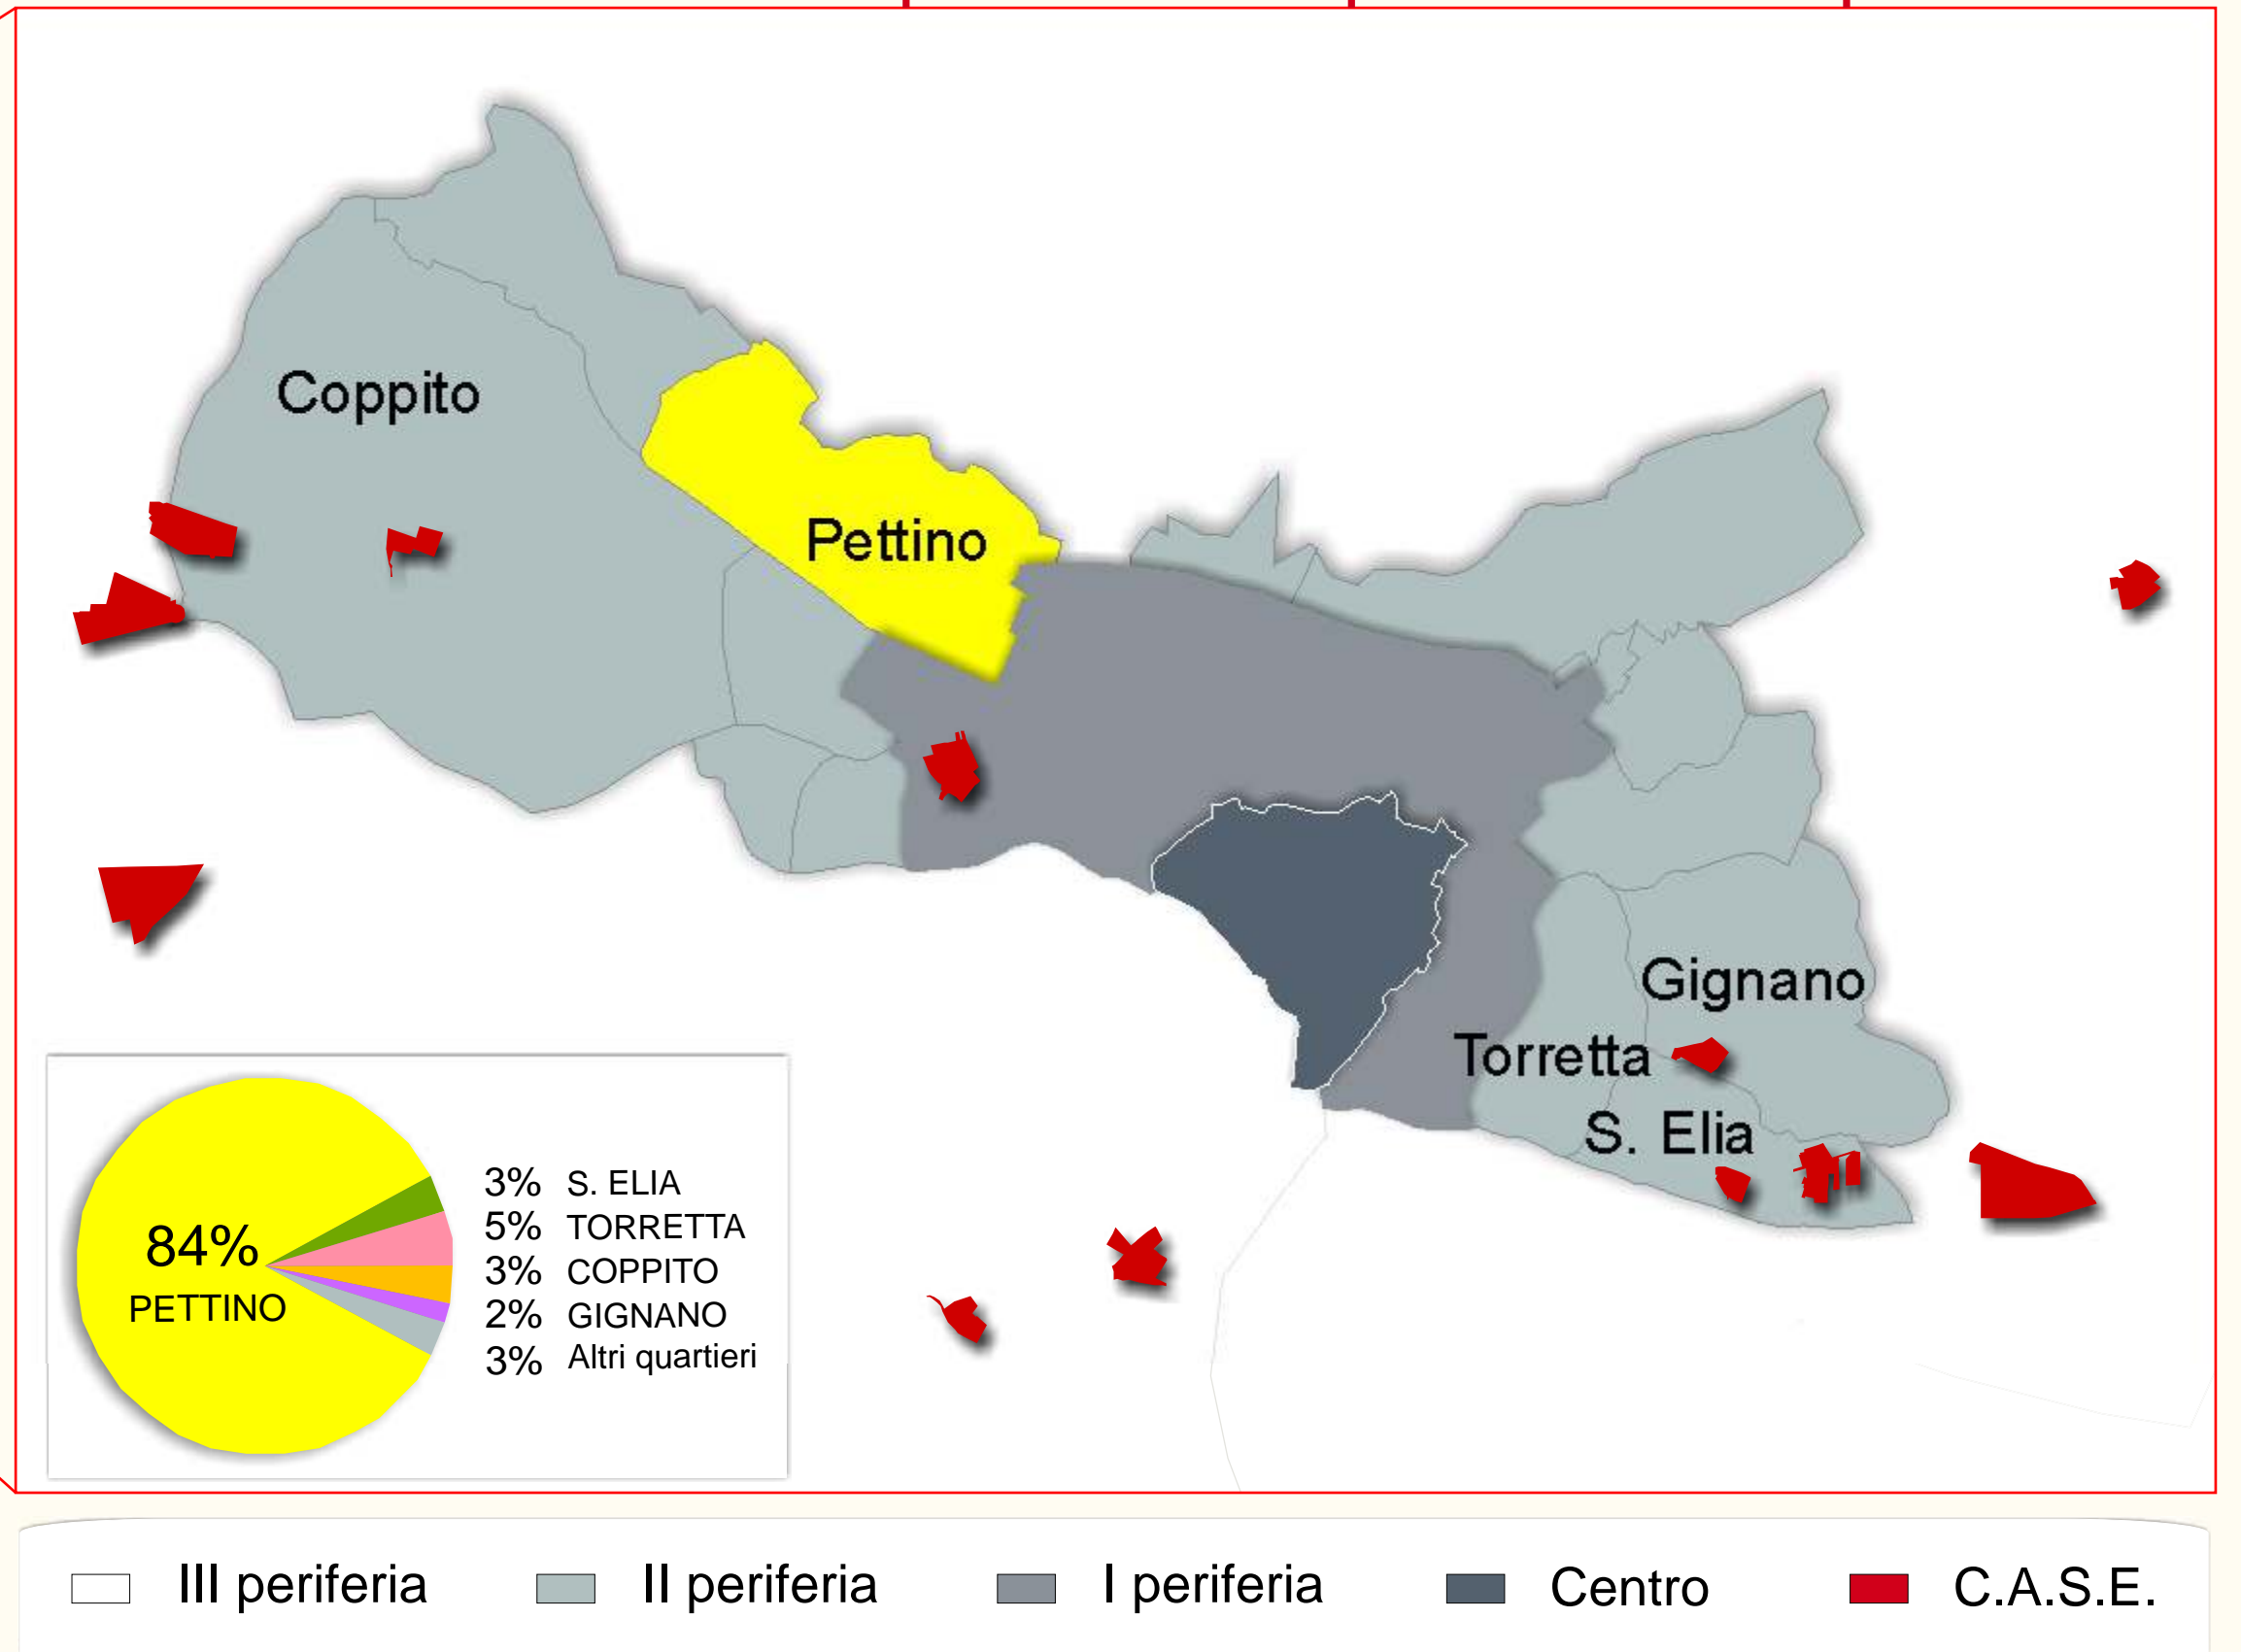 Coppito
Pettino
Gignano
Torretta
S. Elia
84%
PETTINO
3% S. ELIA
5% TORRETTA
3% COPPITO
2% GIGNANO
3% Altri quartieri
III periferia
II periferia
I periferia
Centro
C.A.S.E.